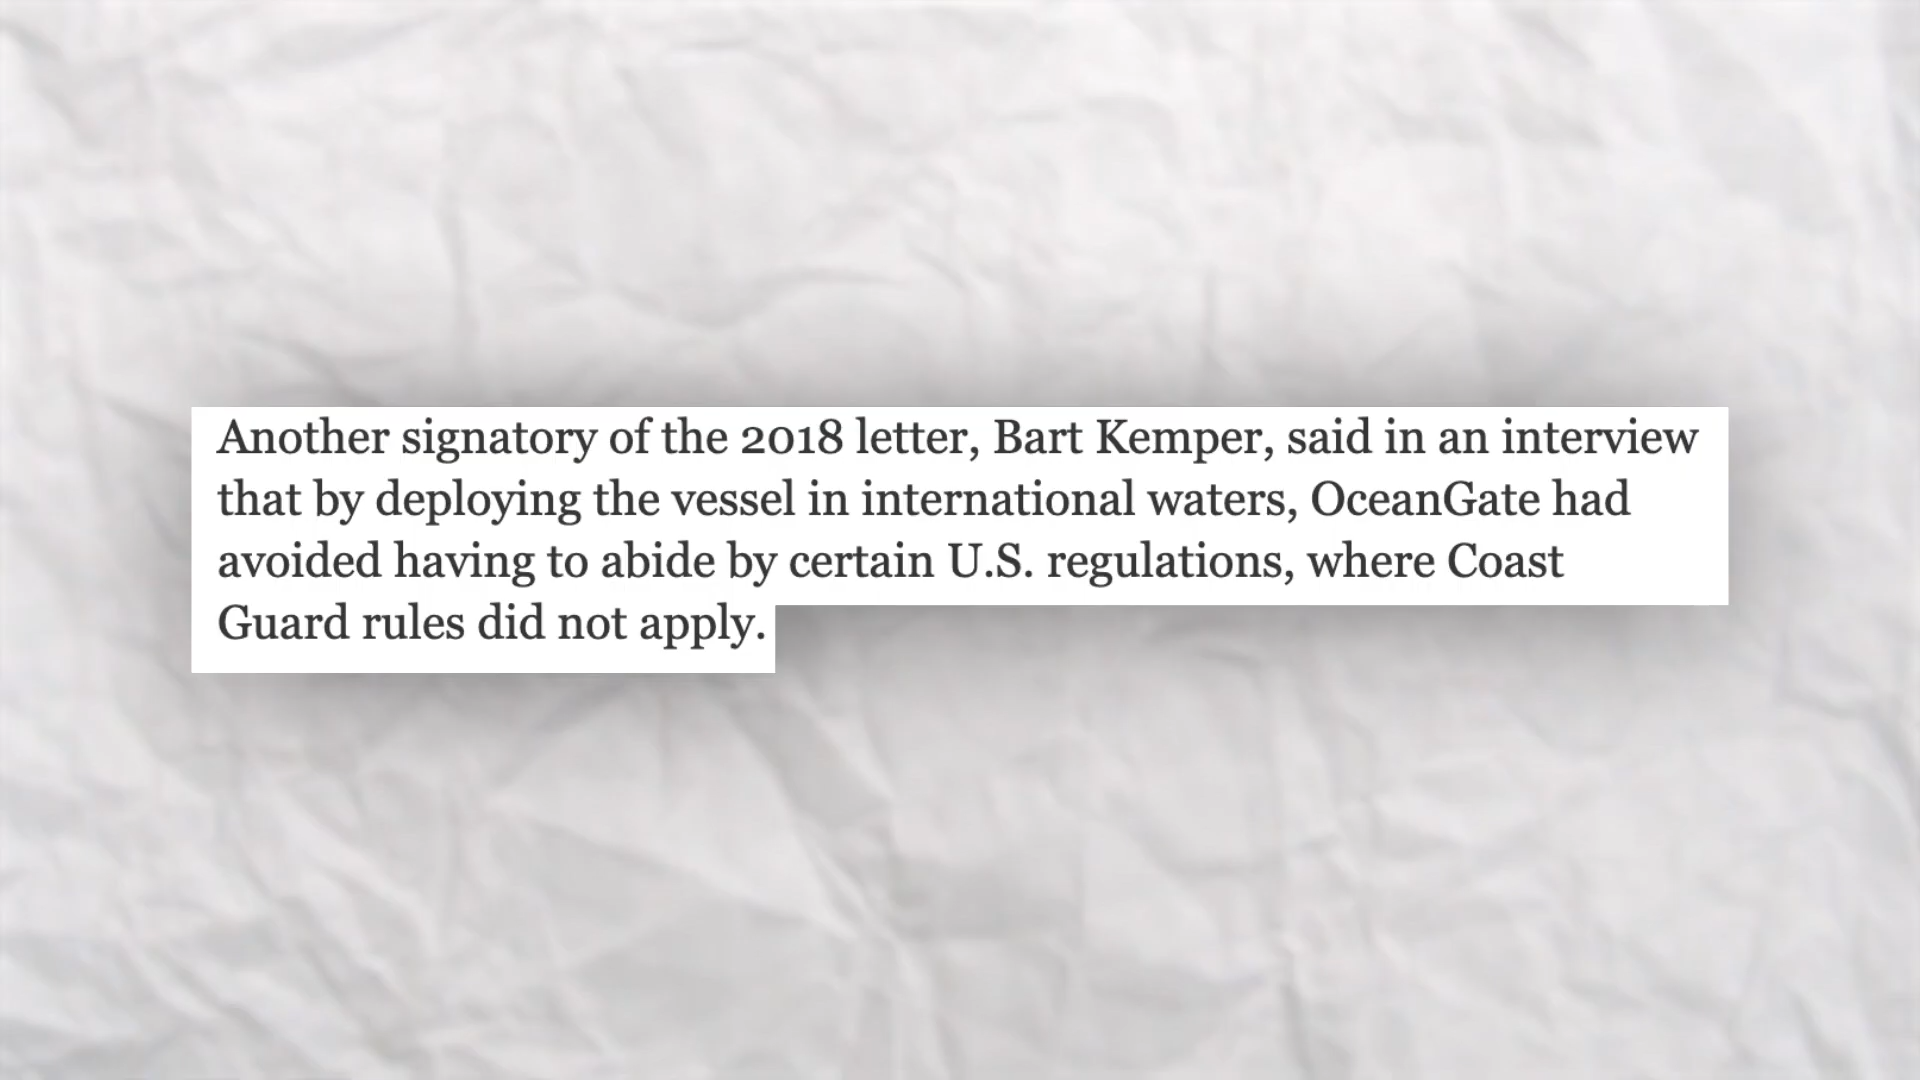 Another signatory of the 2018 letter, Bart Kemper, said in an interview
that by deploying the vessel in international waters, OceanGate had
avoided having to abide by certain U.S. regulations, where Coast
Guard rules did not apply.